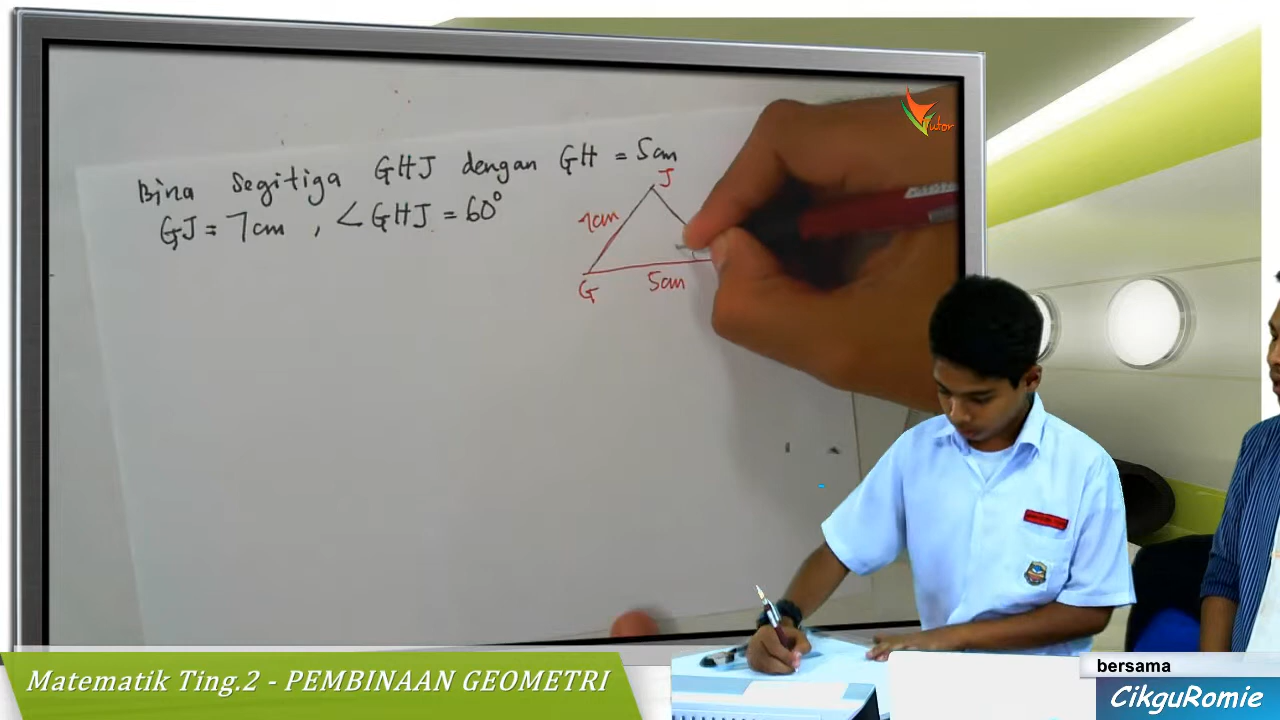 Bina segitiga GHJ dengan GH = 5cm
GJ = 7cm , ∠GHJ = 60°
J
7cm
G
5cm
utor
Matematik Ting.2 - PEMBINAAN GEOMETRI
bersama
CikguRomie